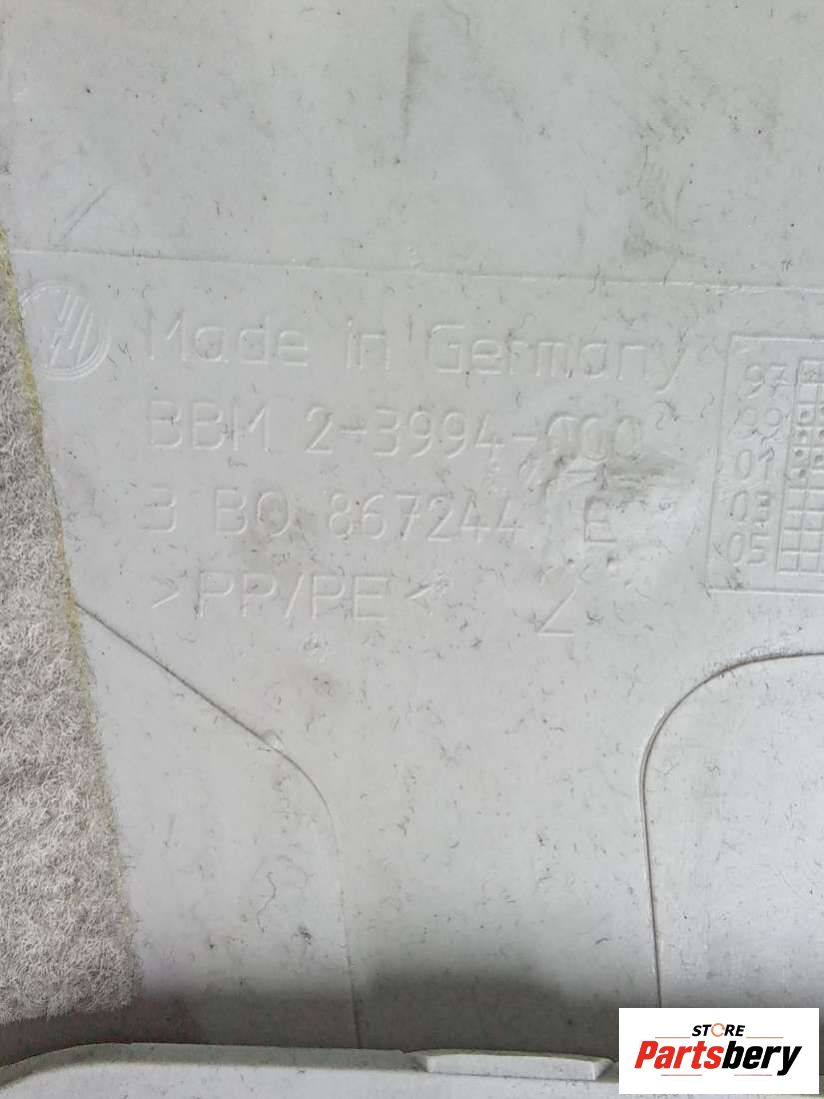 Made in Germany
BBM 2-3994-000
3 B0 867244 E
>PP/PE< 2
97
99
01
03
05
STORE
Partsbery